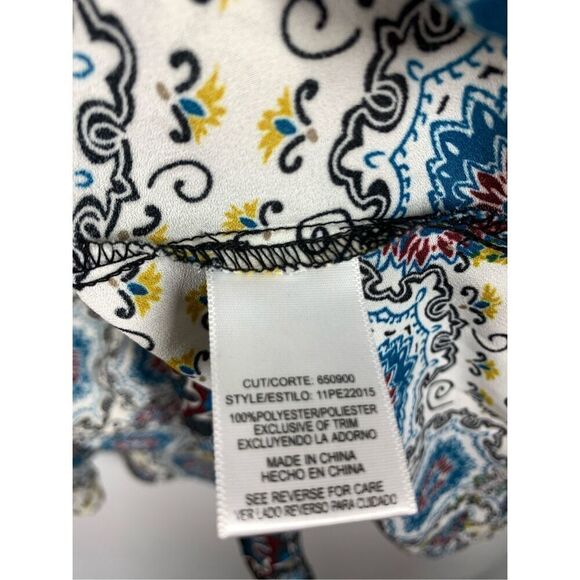 CUT/CORTE: 650900
STYLE/ESTILO: 11PE22015
100%POLYESTER/POLIESTER
EXCLUSIVE OF TRIM
EXCLUYENDO LA ADORNO
MADE IN CHINA
HECHO EN CHINA
SEE REVERSE FOR CARE
VER LADO REVERSO PARA CUIDADO